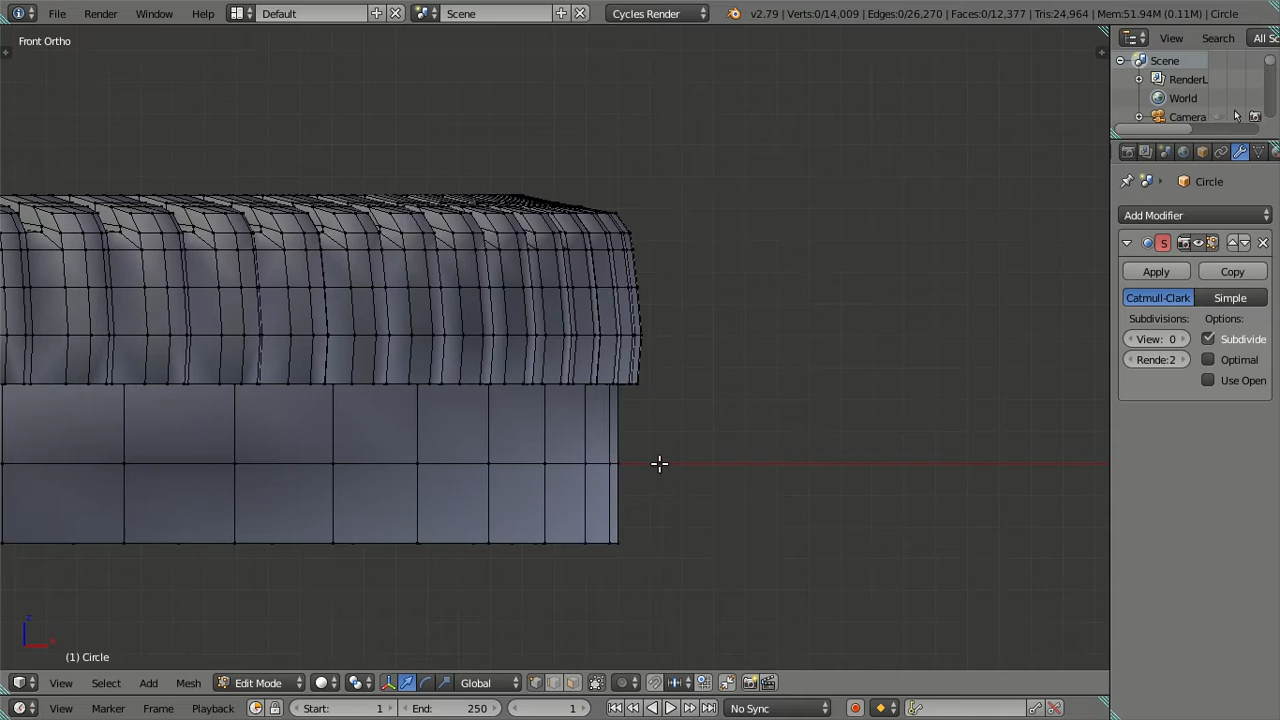 File Render Window Help Default Scene Cycles Render v2.79 | Verts:0/14,009 | Edges:0/26,270 | Faces:0/12,377 | Tris:24,964 | Mem:51.94M (0.11M) | Circle
Front Ortho
View Search All Sc
Scene
RenderL
World
Camera
Circle
Add Modifier
S
Apply Copy
Catmull-Clark Simple
Subdivisions: Options:
View: 0 Subdivide
Rende:2 Optimal
Use Open
z
x
(1) Circle
View Select Add Mesh Edit Mode Global
View Marker Frame Playback Start: 1 End: 250 1 No Sync